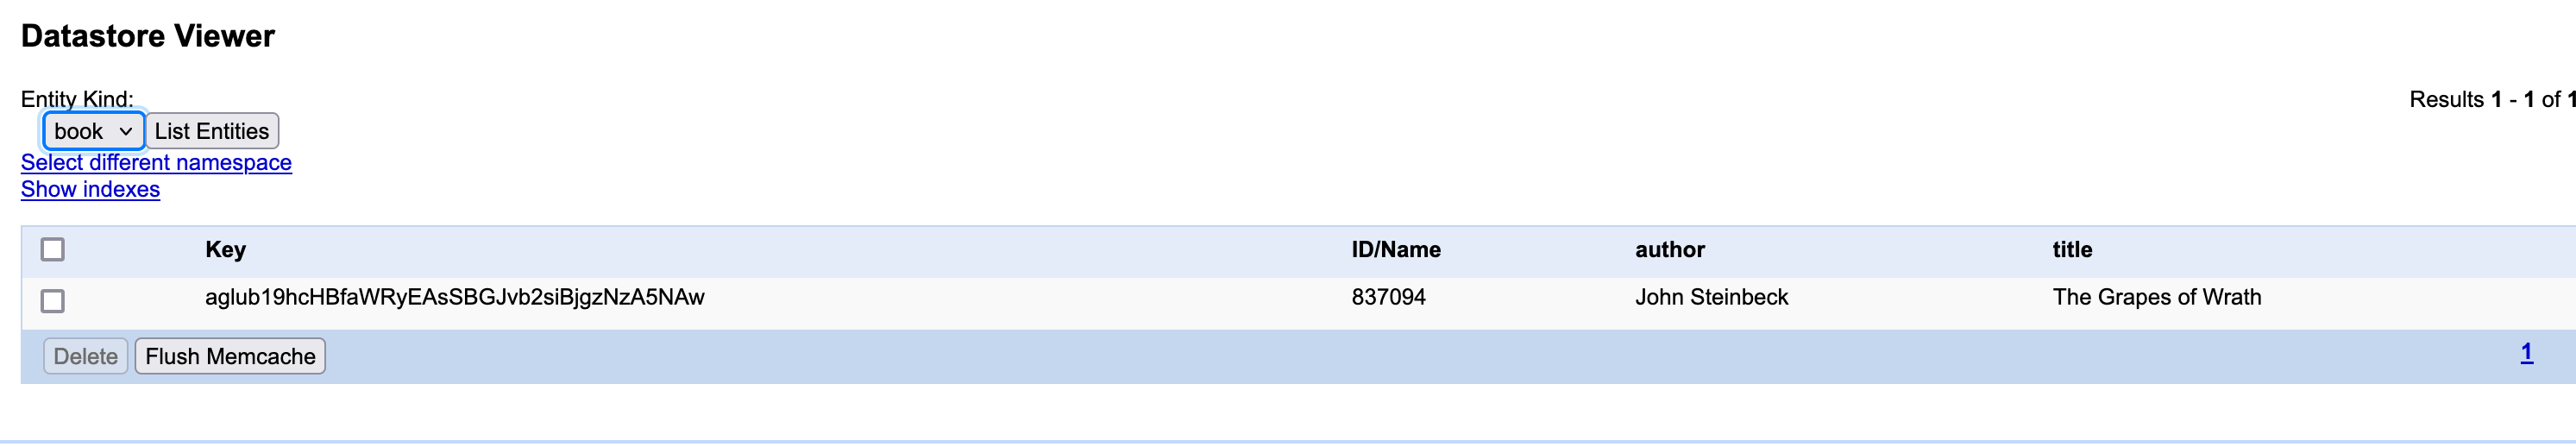 Datastore Viewer
Entity Kind:
Results 1 - 1 of 1
book List Entities
Select different namespace
Show indexes
Key ID/Name author title
aglub19hcHBfaWRyEAsSBGJvb2siBjgzNzA5NAw 837094 John Steinbeck The Grapes of Wrath
Delete Flush Memcache 1